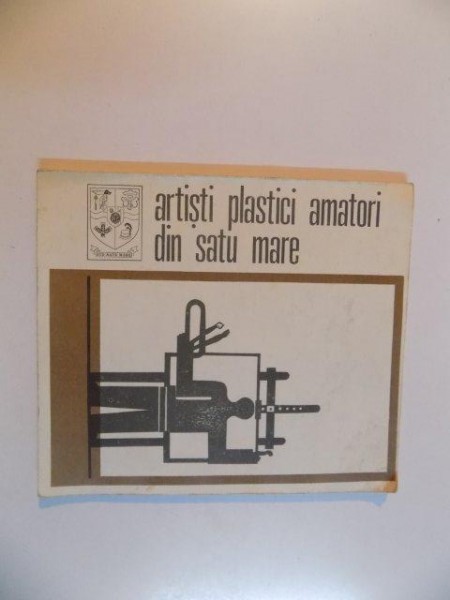 artiști plastici amatori
din satu mare